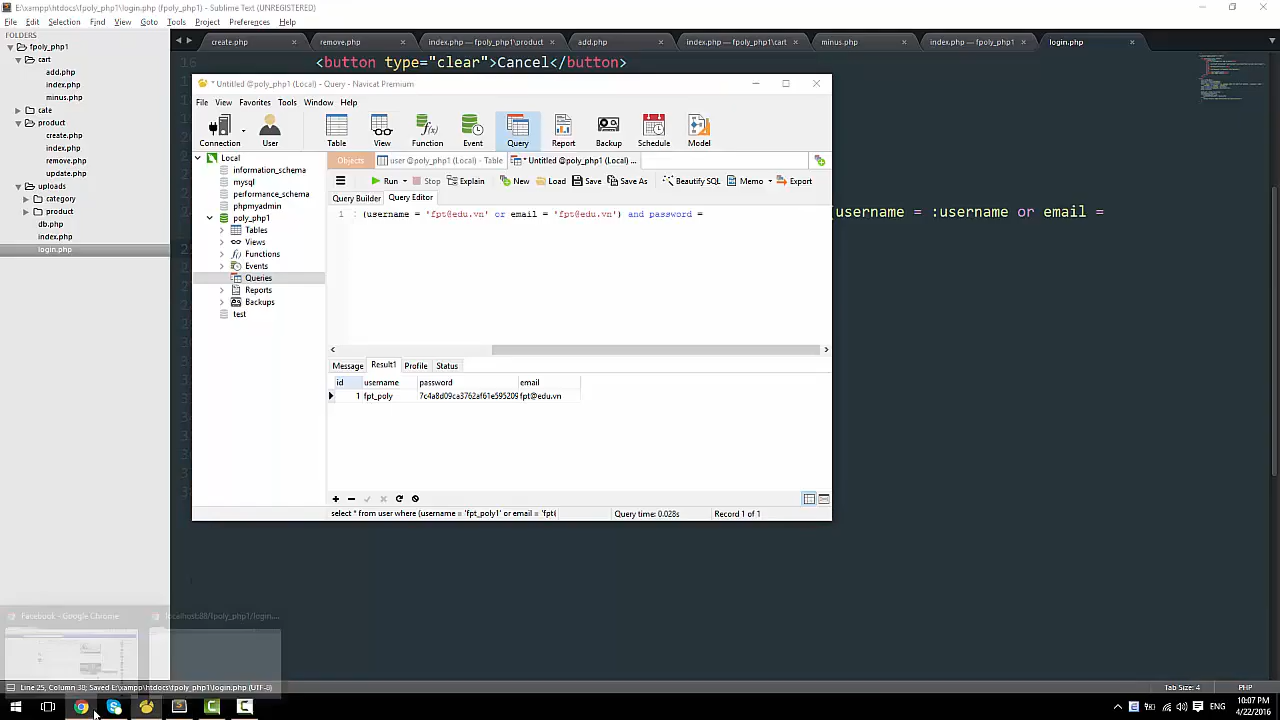 E:\xampp\htdocs\fpoly_php1\login.php (fpoly_php1) - Sublime Text (UNREGISTERED)
File Edit Selection Find View Goto Tools Project Preferences Help
FOLDERS
fpoly_php1
cart
add.php
index.php
minus.php
cate
product
create.php
index.php
remove.php
update.php
uploads
category
product
db.php
index.php
login.php
create.php
remove.php
index.php — fpoly_php1\product
add.php
index.php — fpoly_php1\cart
minus.php
index.php — fpoly_php1
login.php
16 <button type="clear">Cancel</button>
(username = :username or email =
* Untitled @poly_php1 (Local) - Query - Navicat Premium
File View Favorites Tools Window Help
Connection User Table View Function Event Query Report Backup Schedule Model
Local
information_schema
mysql
performance_schema
phpmyadmin
poly_php1
Tables
Views
Functions
Events
Queries
Reports
Backups
test
Objects user @poly_php1 (Local) - Table * Untitled @poly_php1 (Local) - ...
Run Stop Explain New Load Save Save As Beautify SQL Memo Export
Query Builder Query Editor
1 (username = 'fpt@edu.vn' or email = 'fpt@edu.vn') and password =
Message Result1 Profile Status
id username password email
1 fpt_poly 7c4a8d09ca3762af61e595209 fpt@edu.vn
select * from user where (username = 'fpt_poly1' or email = 'fpt( Query time: 0.028s Record 1 of 1
Facebook - Google Chrome
localhost:88/fpoly_php1/login....
Line 25, Column 38; Saved E:\xampp\htdocs\fpoly_php1\login.php (UTF-8)
Tab Size: 4
PHP
10:07 PM
4/22/2016